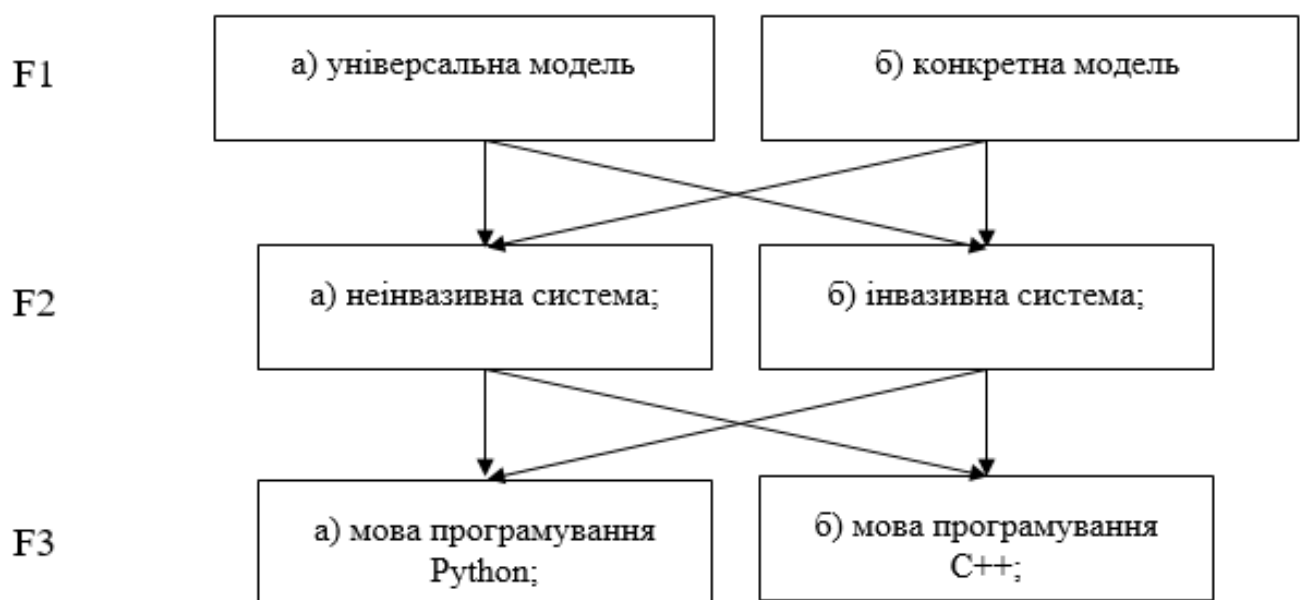 F1
а) універсальна модель
б) конкретна модель
F2
а) неінвазивна система;
б) інвазивна система;
F3
а) мова програмування
Python;
б) мова програмування
C++;